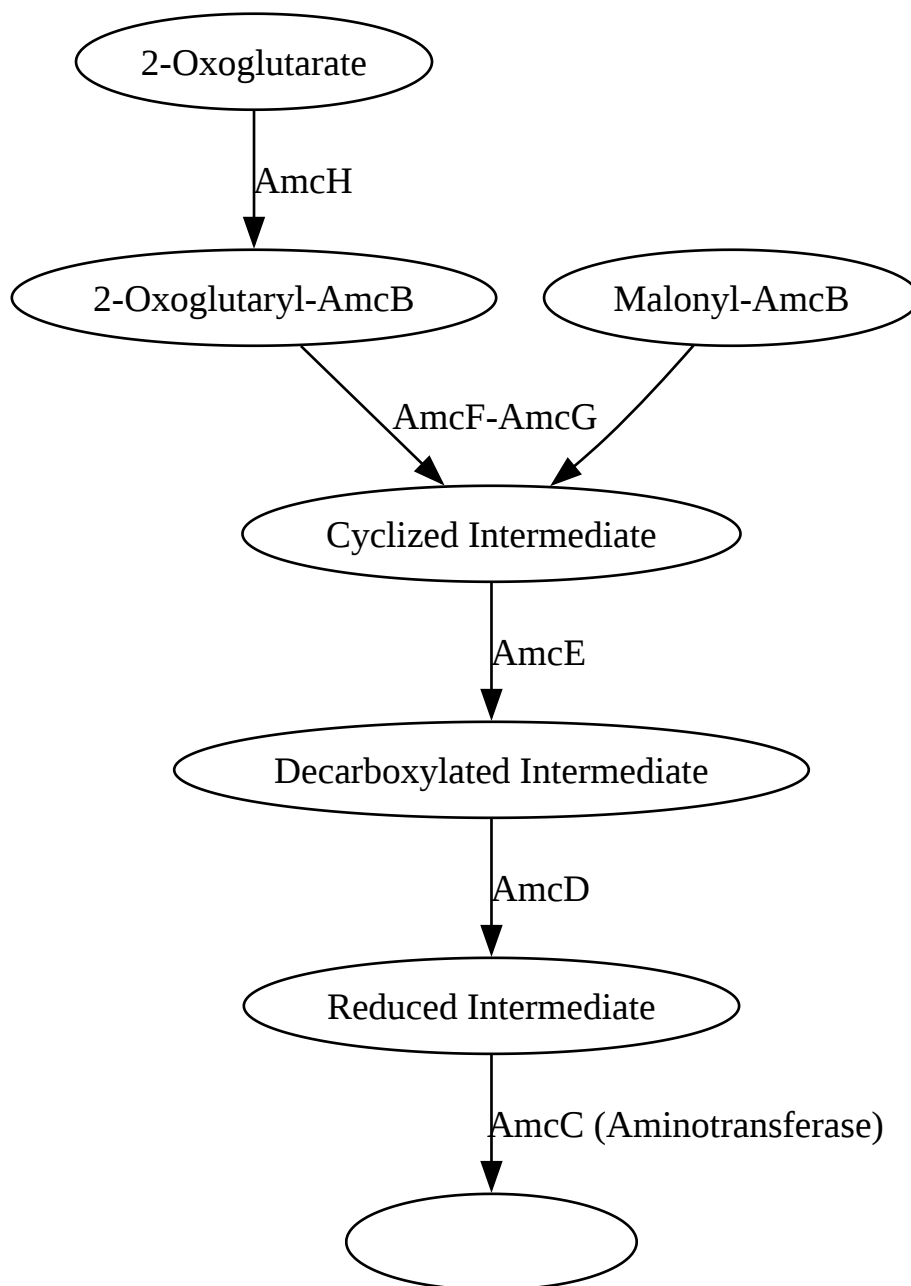 2-Oxoglutarate
AmcH
2-Oxoglutaryl-AmcB
Malonyl-AmcB
AmcF-AmcG
Cyclized Intermediate
AmcE
Decarboxylated Intermediate
AmcD
Reduced Intermediate
AmcC (Aminotransferase)